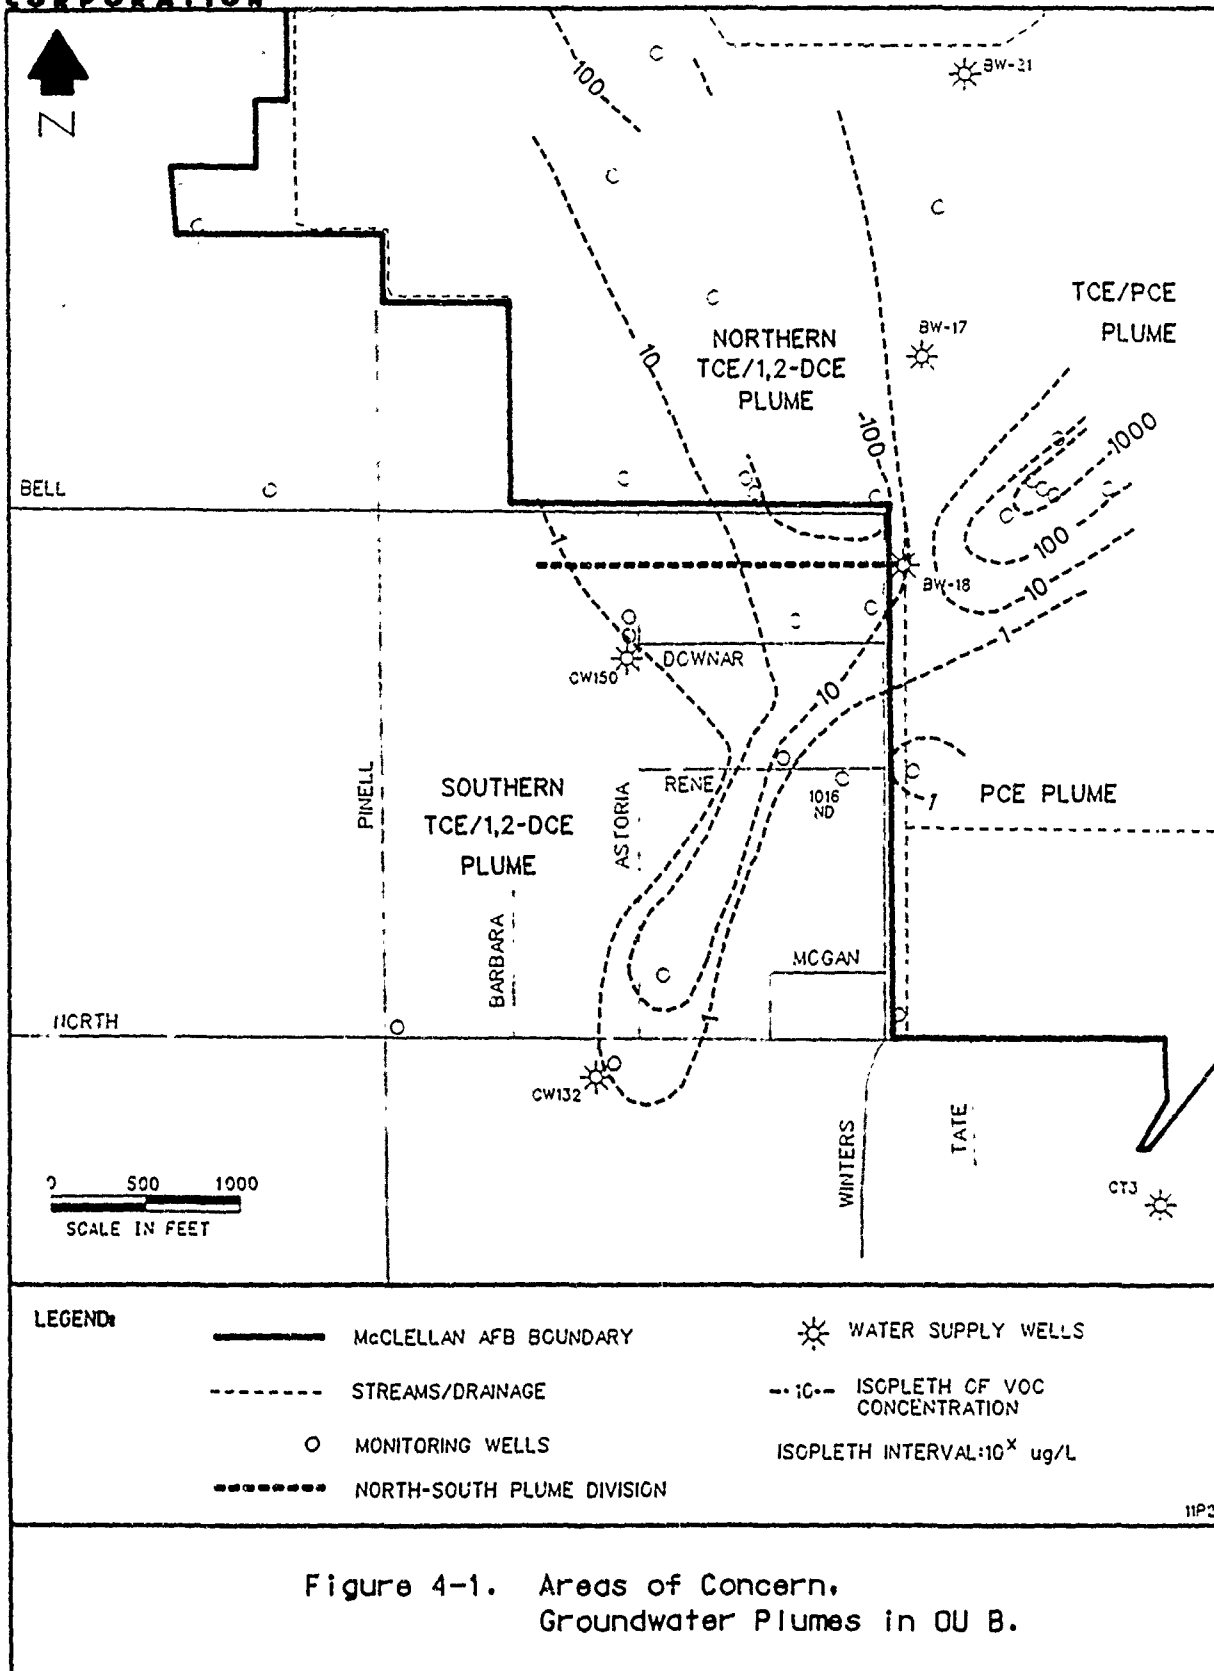 CORPORATION
N
100
BW-21
TCE/PCE
PLUME
BW-17
NORTHERN
TCE/1,2-DCE
PLUME
10
100
1000
BELL
1
100
BW-18
10
1
DOWNAR
CW150
10
PINELL
SOUTHERN
TCE/1,2-DCE
PLUME
ASTORIA
RENE
1016
ND
1
PCE PLUME
BARBARA
MCGAN
NORTH
1
CW132
WINTERS
TATE
CT3
0 500 1000
SCALE IN FEET
LEGEND:
McCLELLAN AFB BOUNDARY
STREAMS/DRAINAGE
MONITORING WELLS
NORTH-SOUTH PLUME DIVISION
WATER SUPPLY WELLS
10 ISOPLETH OF VOC
CONCENTRATION
ISOPLETH INTERVAL:10^X ug/L
11P2
Figure 4-1. Areas of Concern,
Groundwater Plumes in OU B.